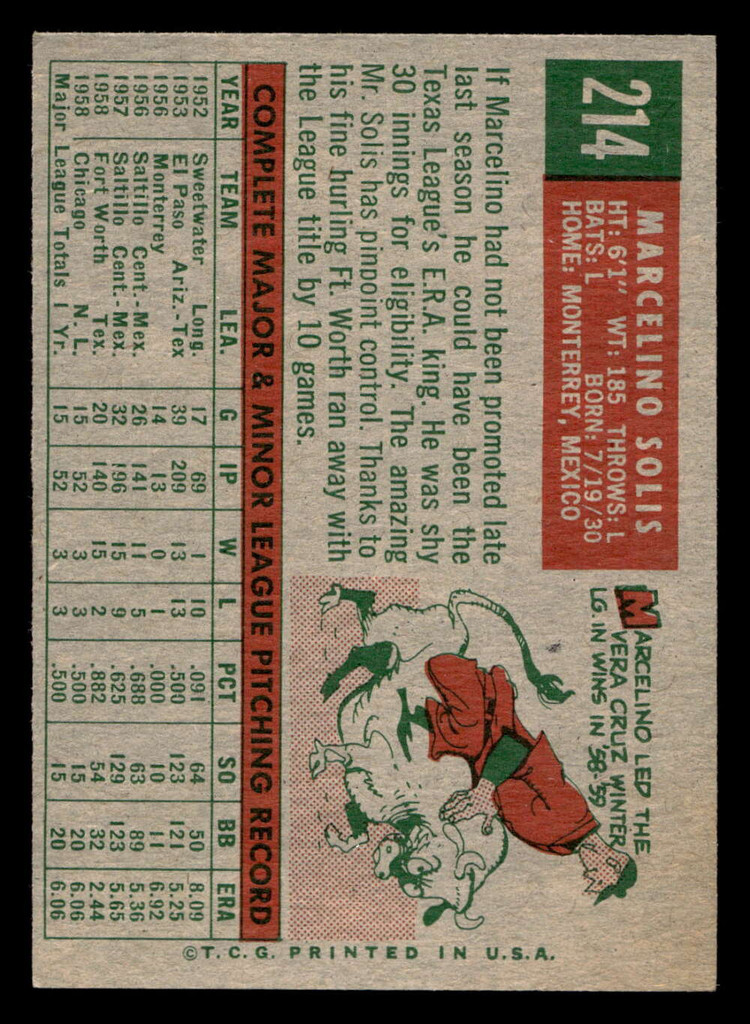 214
MARCELINO SOLIS
HT: 6'1" WT: 185 THROWS: L
BATS: L BORN: 7/19/30
HOME: MONTERREY, MEXICO
MARCELINO LED THE
VERA CRUZ WINTER
LG IN WINS IN '58-'59
If Marcelino had not been promoted late
last season he could have been the
Texas League's E.R.A. king. He was shy
30 innings for eligibility. The amazing
Mr. Solis has pinpoint control. Thanks to
his fine hurling Ft. Worth ran away with
the League title by 10 games.
COMPLETE MAJOR & MINOR LEAGUE PITCHING RECORD
YEAR TEAM LEA. G IP W L PCT SO BB ERA
1952 Sweetwater Long. 17 69 1 10 .091 64 50 8.09
1953 El Paso Ariz.-Tex 39 209 13 13 .500 123 121 5.25
1956 Monterrey 14 13 0 1 .000 10 11 6.92
1956 Saltillo Cent.-Mex. 26 141 11 5 .688 63 89 5.36
1957 Saltillo Cent.-Mex. 32 196 15 9 .625 129 123 5.65
1958 Fort Worth Tex. 20 140 15 2 .882 54 32 2.44
1958 Chicago N. L. 15 52 3 3 .500 15 20 6.06
Major League Totals 1 Yr. 15 52 3 3 .500 15 20 6.06
©T.C.G. PRINTED IN U.S.A.